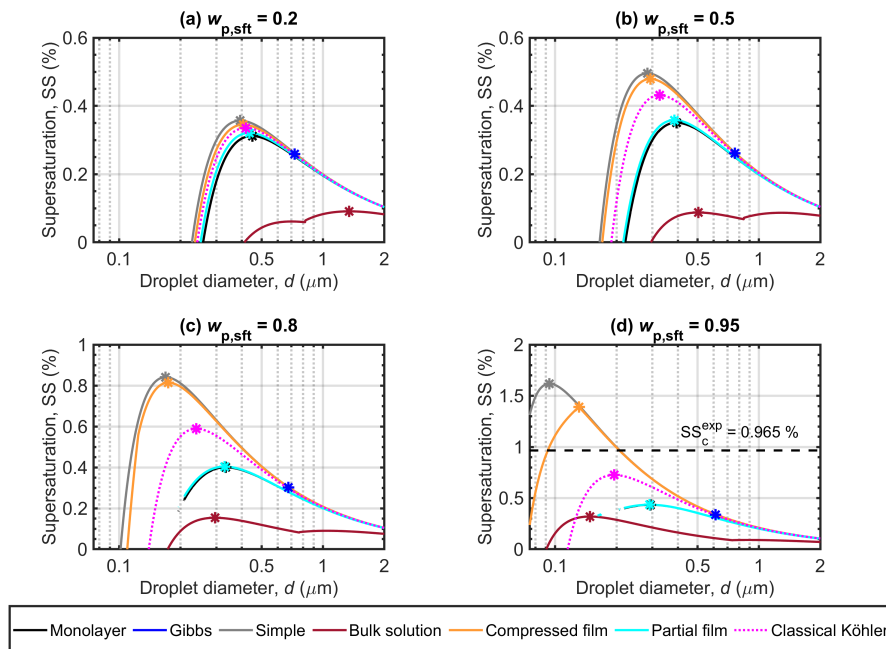 (a) w_p,sft = 0.2
Supersaturation, SS (%)
0.6
0.4
0.2
0
0.1
0.5
1
2
Droplet diameter, d (μm)
(b) w_p,sft = 0.5
Supersaturation, SS (%)
0.6
0.4
0.2
0
0.1
0.5
1
2
Droplet diameter, d (μm)
(c) w_p,sft = 0.8
Supersaturation, SS (%)
1
0.8
0.6
0.4
0.2
0
0.1
0.5
1
2
Droplet diameter, d (μm)
(d) w_p,sft = 0.95
Supersaturation, SS (%)
2
1.5
1
0.5
0
SS_c^exp = 0.965 %
0.1
0.5
1
2
Droplet diameter, d (μm)
Monolayer Gibbs Simple Bulk solution Compressed film Partial film Classical Köhler